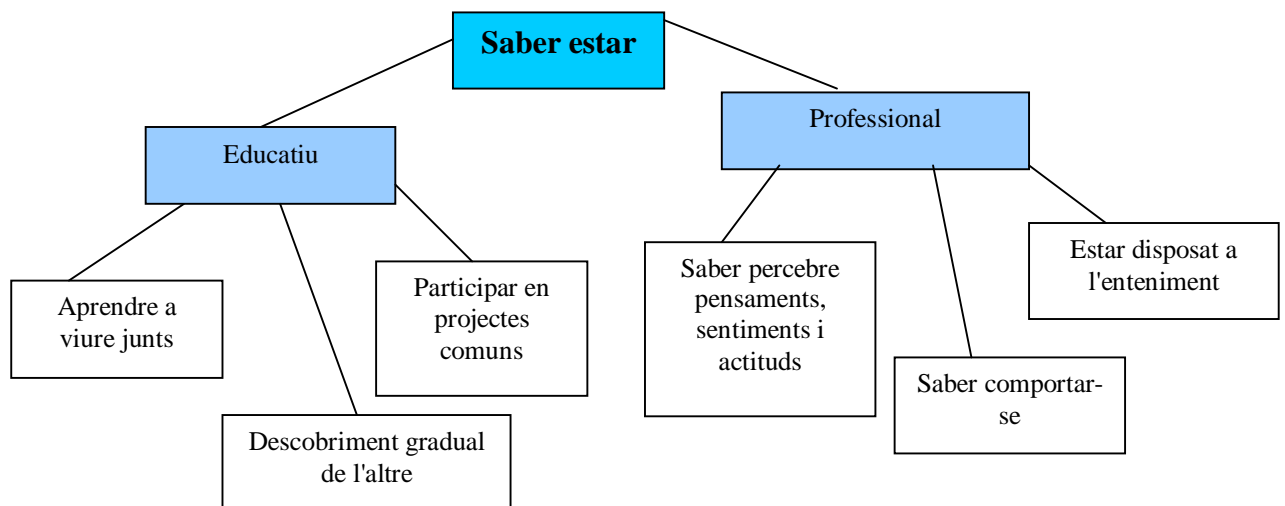 Saber estar
Educatiu
Professional
Aprendre a
viure junts
Descobriment gradual
de l'altre
Participar en
projectes
comuns
Saber percebre
pensaments,
sentiments i
actituds
Saber comportar-
se
Estar disposat a
l'enteniment